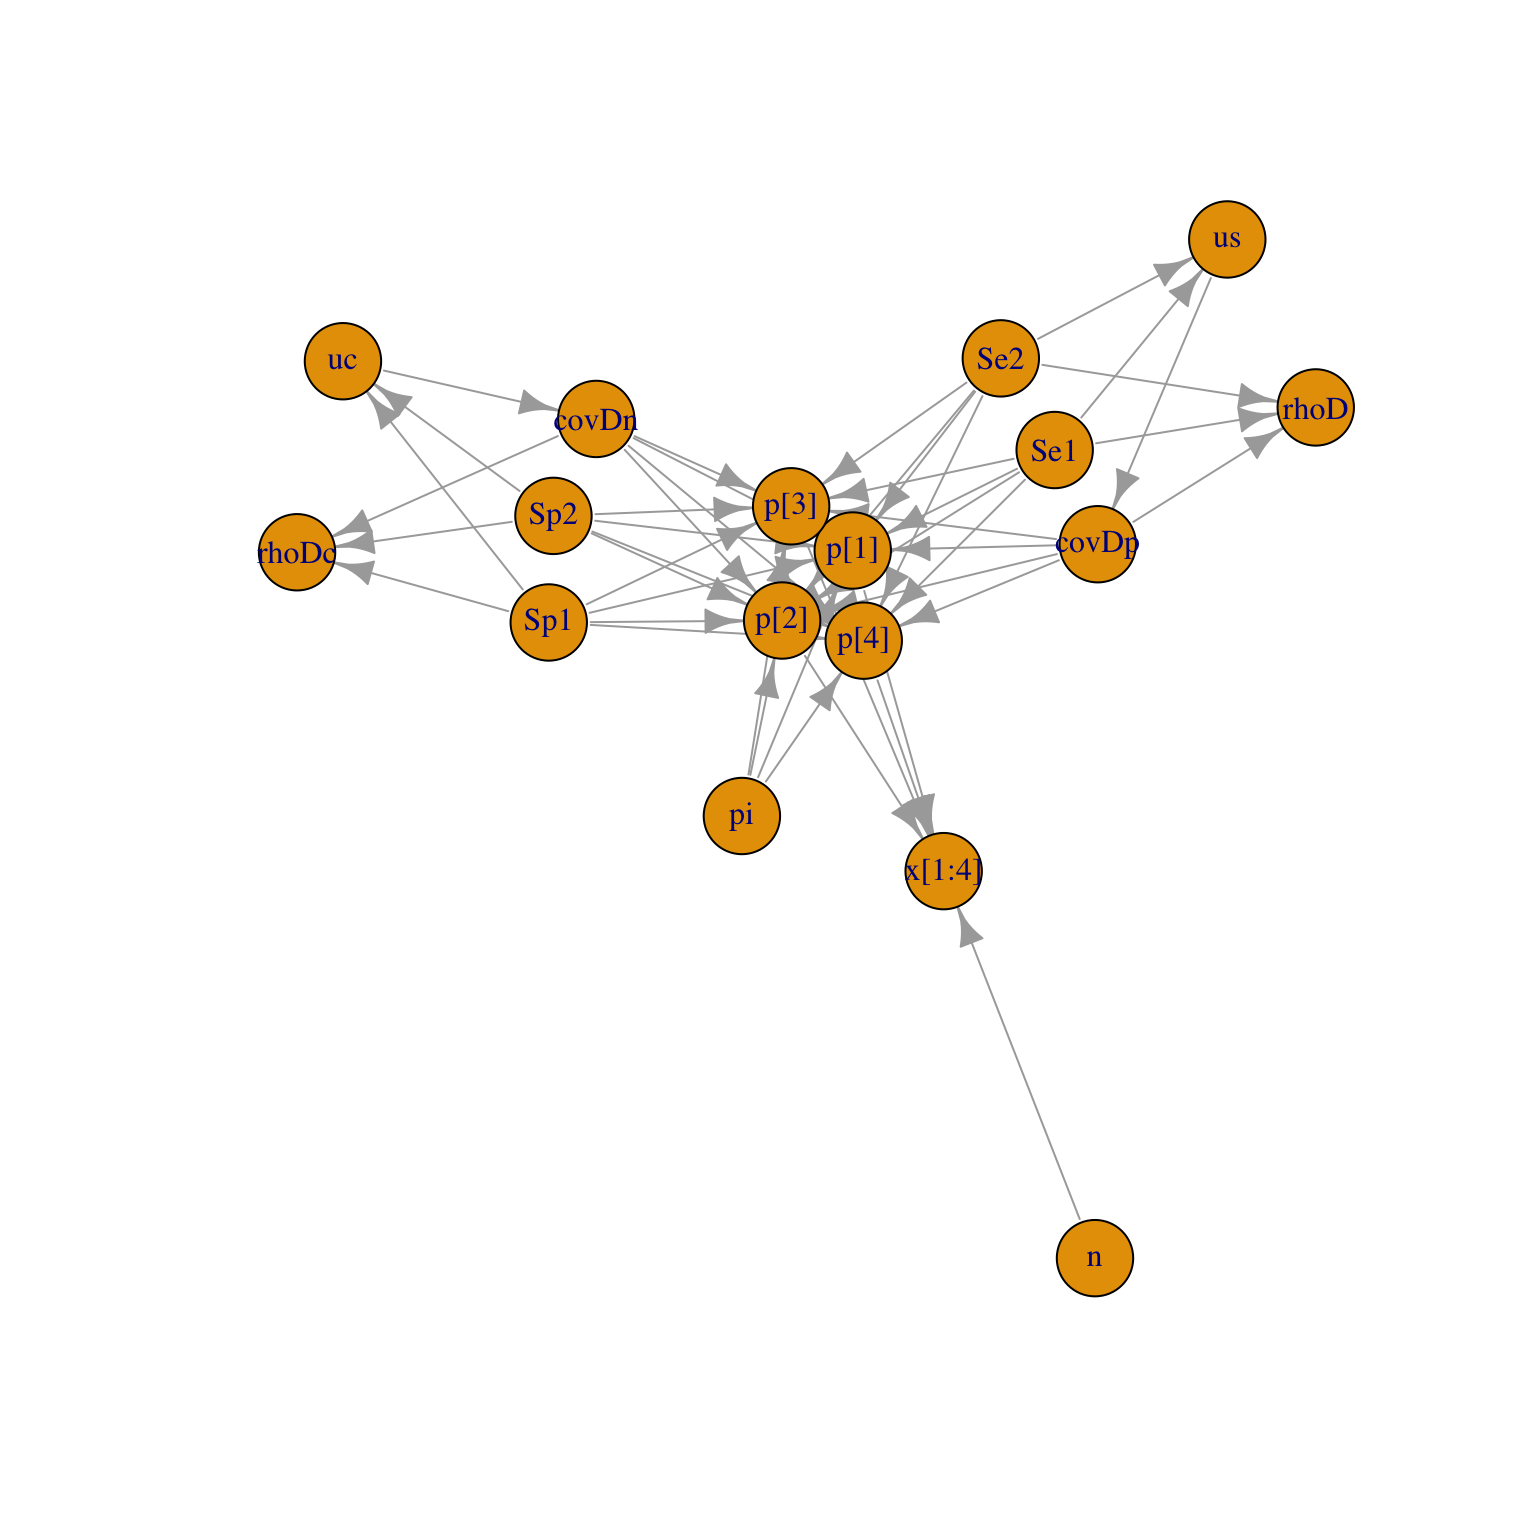 us
uc
Se2
rhoD
covDn
Se1
p[3]
Sp2
covDp
p[1]
rhoDc
Sp1
p[2]
p[4]
pi
x[1:4]
n